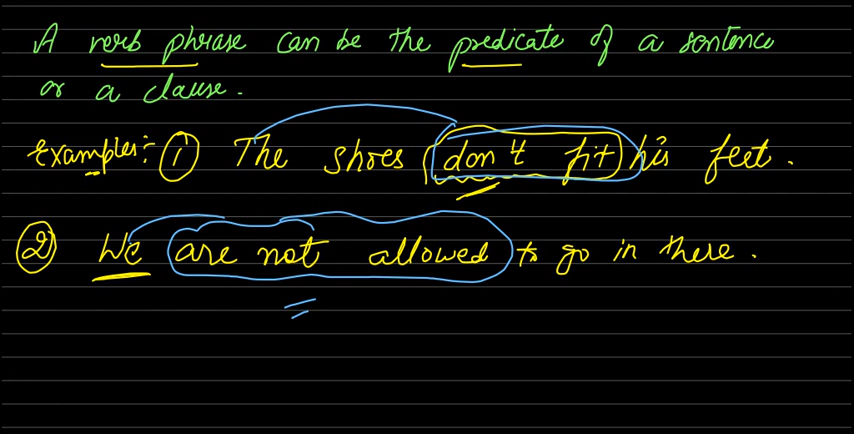 A verb phrase can be the predicate of a sentence
or a clause.
Examples:- ① The shoes (don't fit) his feet.
② We (are not allowed) to go in there.